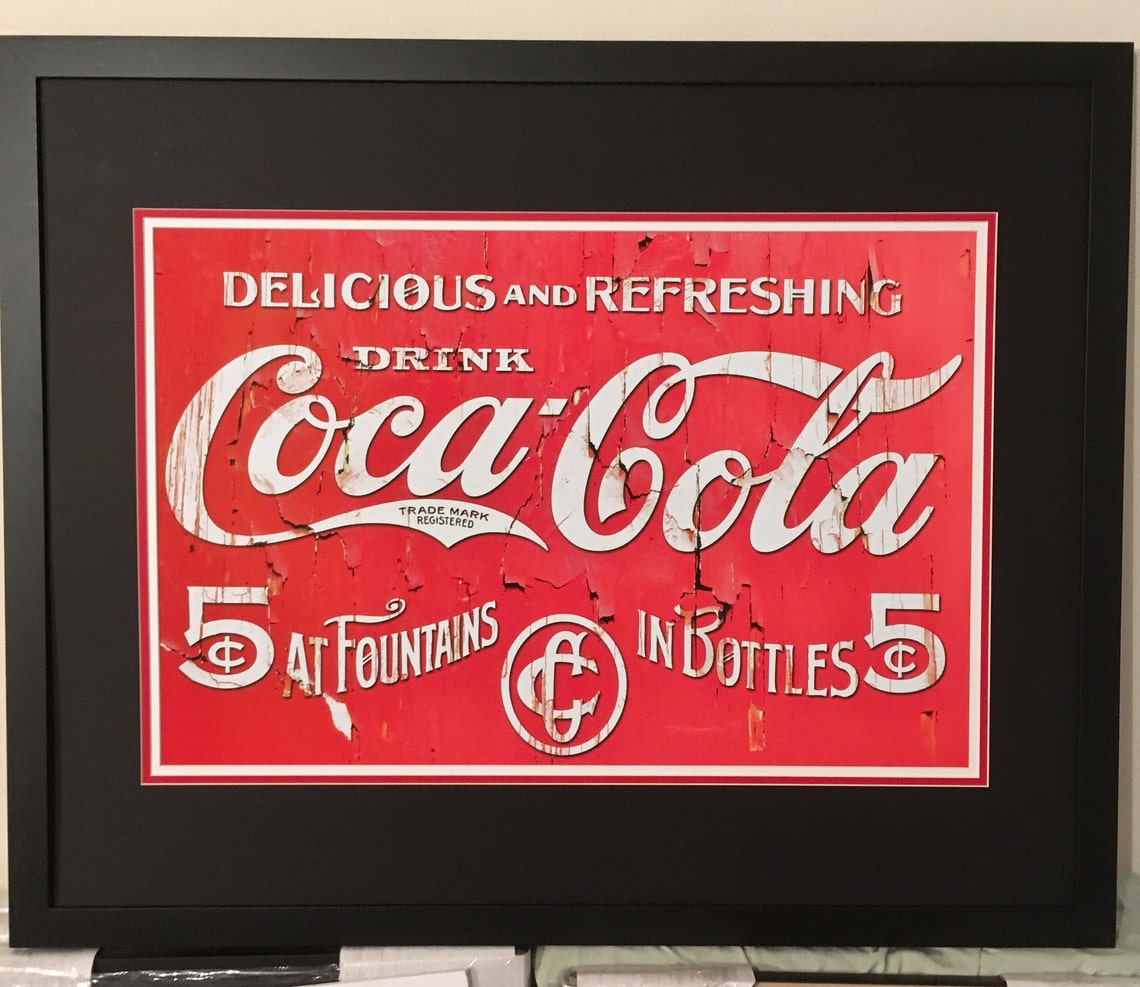 DELICIOUS AND REFRESHING
DRINK
Coca-Cola
TRADE MARK
REGISTERED
5¢ AT FOUNTAINS CC IN BOTTLES 5¢